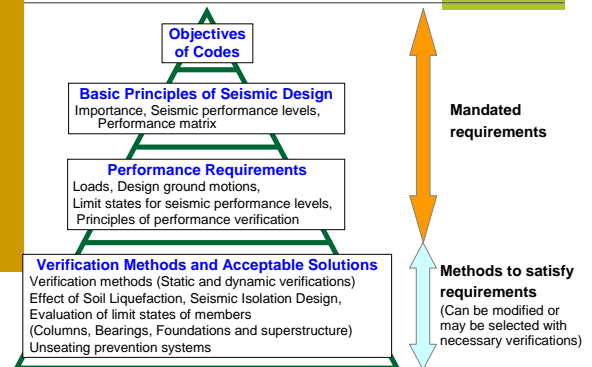 Objectives
of Codes
Basic Principles of Seismic Design
Importance, Seismic performance levels,
Performance matrix
Mandated
requirements
Performance Requirements
Loads, Design ground motions,
Limit states for seismic performance levels,
Principles of performance verification
Verification Methods and Acceptable Solutions
Verification methods (Static and dynamic verifications)
Effect of Soil Liquefaction, Seismic Isolation Design,
Evaluation of limit states of members
(Columns, Bearings, Foundations and superstructure)
Unseating prevention systems
Methods to satisfy
requirements
(Can be modified or
may be selected with
necessary verifications)